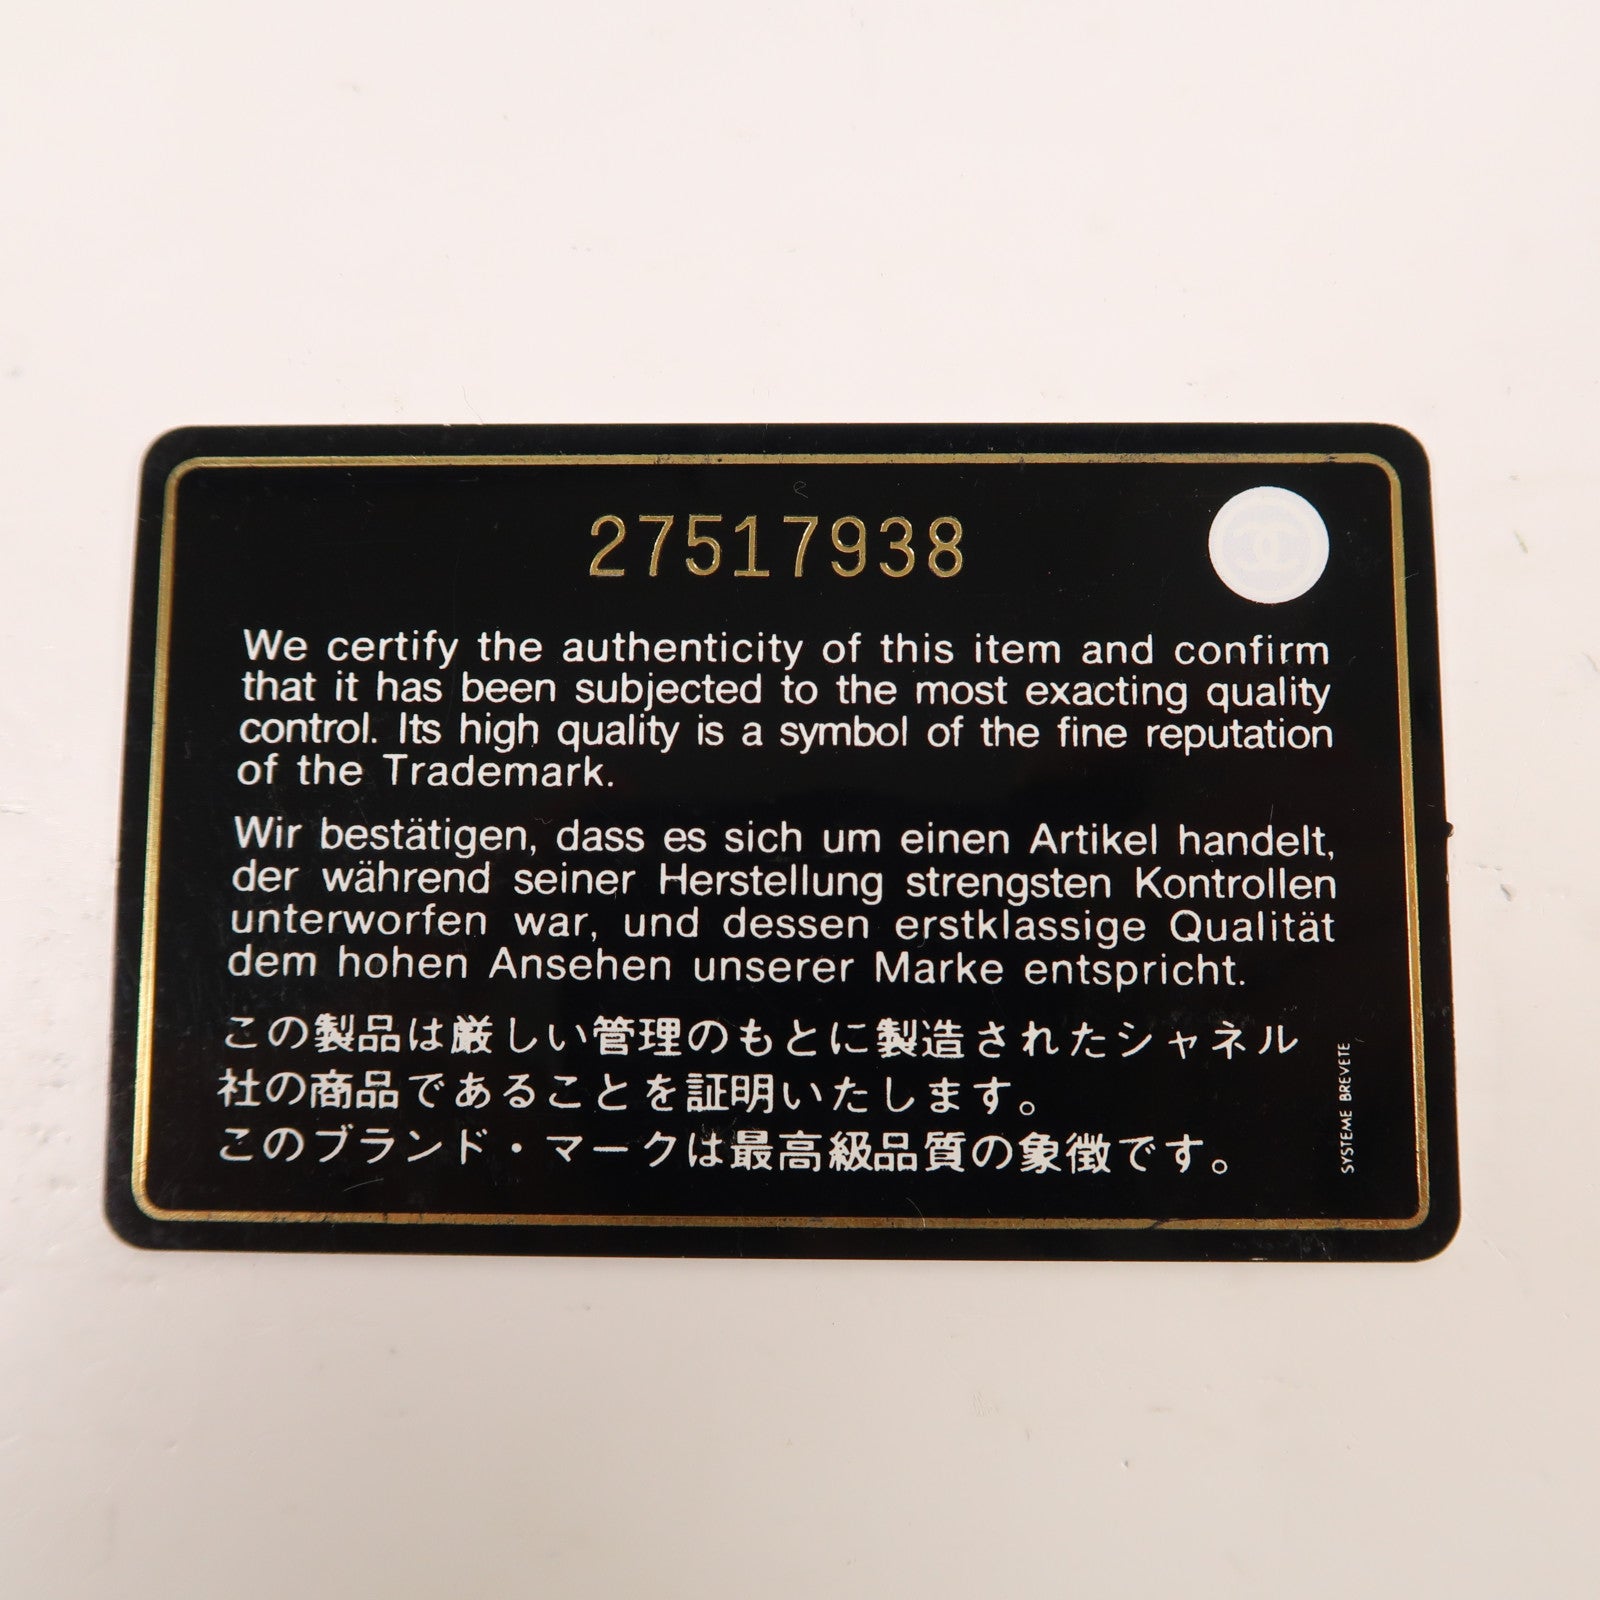 27517938
We certify the authenticity of this item and confirm
that it has been subjected to the most exacting quality
control. Its high quality is a symbol of the fine reputation
of the Trademark.
Wir bestätigen, dass es sich um einen Artikel handelt,
der während seiner Herstellung strengsten Kontrollen
unterworfen war, und dessen erstklassige Qualität
dem hohen Ansehen unserer Marke entspricht.
この製品は厳しい管理のもとに製造されたシャネル
社の商品であることを証明いたします。
このブランド・マークは最高級品質の象徴です。
SYSTEME BREVETE